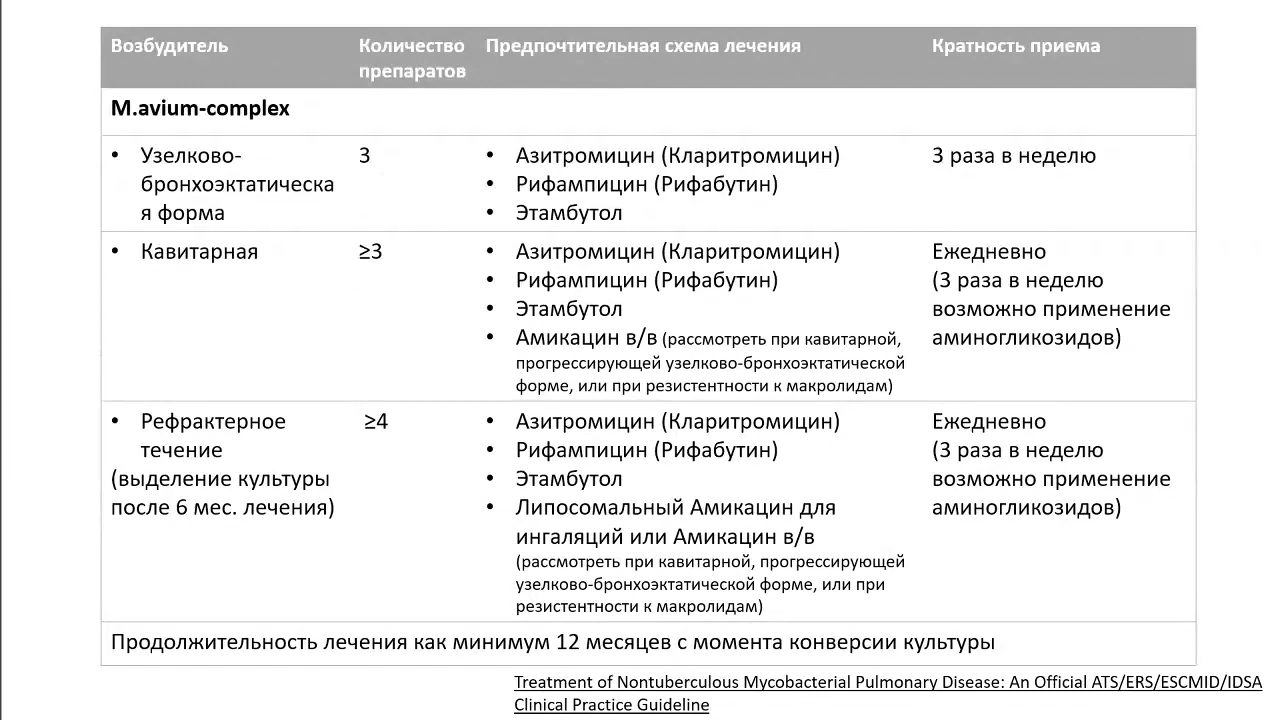 Возбудитель Количество Предпочтительная схема лечения Кратность приема
препаратов
M.avium-complex
• Узелково- 3 • Азитромицин (Кларитромицин) 3 раза в неделю
бронхоэктатическа • Рифампицин (Рифабутин)
я форма • Этамбутол
• Кавитарная ≥3 • Азитромицин (Кларитромицин) Ежедневно
• Рифампицин (Рифабутин) (3 раза в неделю
• Этамбутол возможно применение
• Амикацин в/в (рассмотреть при кавитарной, аминогликозидов)
прогрессирующей узелково-бронхоэктатической
форме, или при резистентности к макролидам)
• Рефрактерное ≥4 • Азитромицин (Кларитромицин) Ежедневно
течение • Рифампицин (Рифабутин) (3 раза в неделю
(выделение культуры • Этамбутол возможно применение
после 6 мес. лечения) • Липосомальный Амикацин для аминогликозидов)
ингаляций или Амикацин в/в
(рассмотреть при кавитарной, прогрессирующей
узелково-бронхоэктатической форме, или при
резистентности к макролидам)
Продолжительность лечения как минимум 12 месяцев с момента конверсии культуры
Treatment of Nontuberculous Mycobacterial Pulmonary Disease: An Official ATS/ERS/ESCMID/IDSA
Clinical Practice Guideline